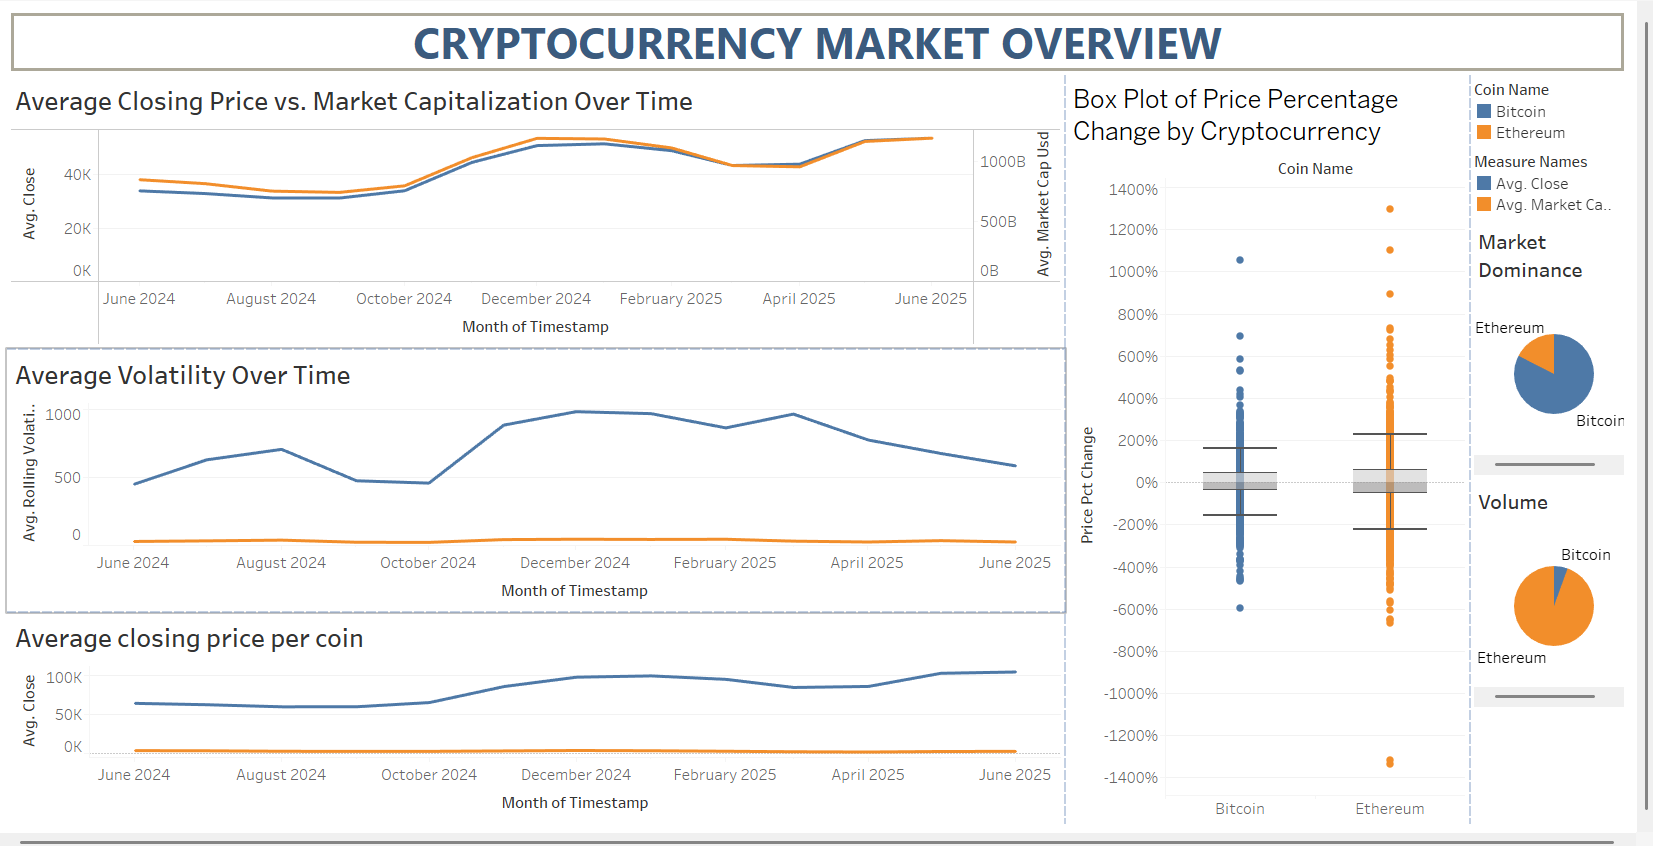 CRYPTOCURRENCY MARKET OVERVIEW
Average Closing Price vs. Market Capitalization Over Time
Avg. Close
40K
20K
0K
1000B
500B
0B
Avg. Market Cap Usd
June 2024
August 2024
October 2024
December 2024
February 2025
April 2025
June 2025
Month of Timestamp
Average Volatility Over Time
Avg. Rolling Volati..
1000
500
0
June 2024
August 2024
October 2024
December 2024
February 2025
April 2025
June 2025
Month of Timestamp
Average closing price per coin
Avg. Close
100K
50K
0K
June 2024
August 2024
October 2024
December 2024
February 2025
April 2025
June 2025
Month of Timestamp
Box Plot of Price Percentage
Change by Cryptocurrency
Coin Name
Price Pct Change
1400%
1200%
1000%
800%
600%
400%
200%
0%
-200%
-400%
-600%
-800%
-1000%
-1200%
-1400%
Bitcoin
Ethereum
Coin Name
Bitcoin
Ethereum
Measure Names
Avg. Close
Avg. Market Ca..
Market
Dominance
Ethereum
Bitcoin
Volume
Bitcoin
Ethereum